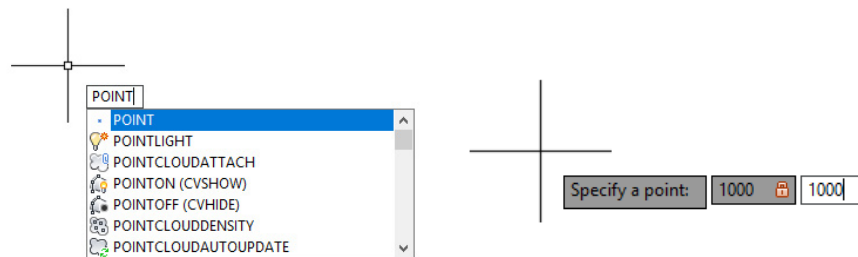 POINT
POINT
POINTLIGHT
POINTCLOUDATTACH
POINTON (CVSHOW)
POINTOFF (CVHIDE)
POINTCLOUDDENSITY
POINTCLOUDAUTOUPDATE
Specify a point: 1000 1000